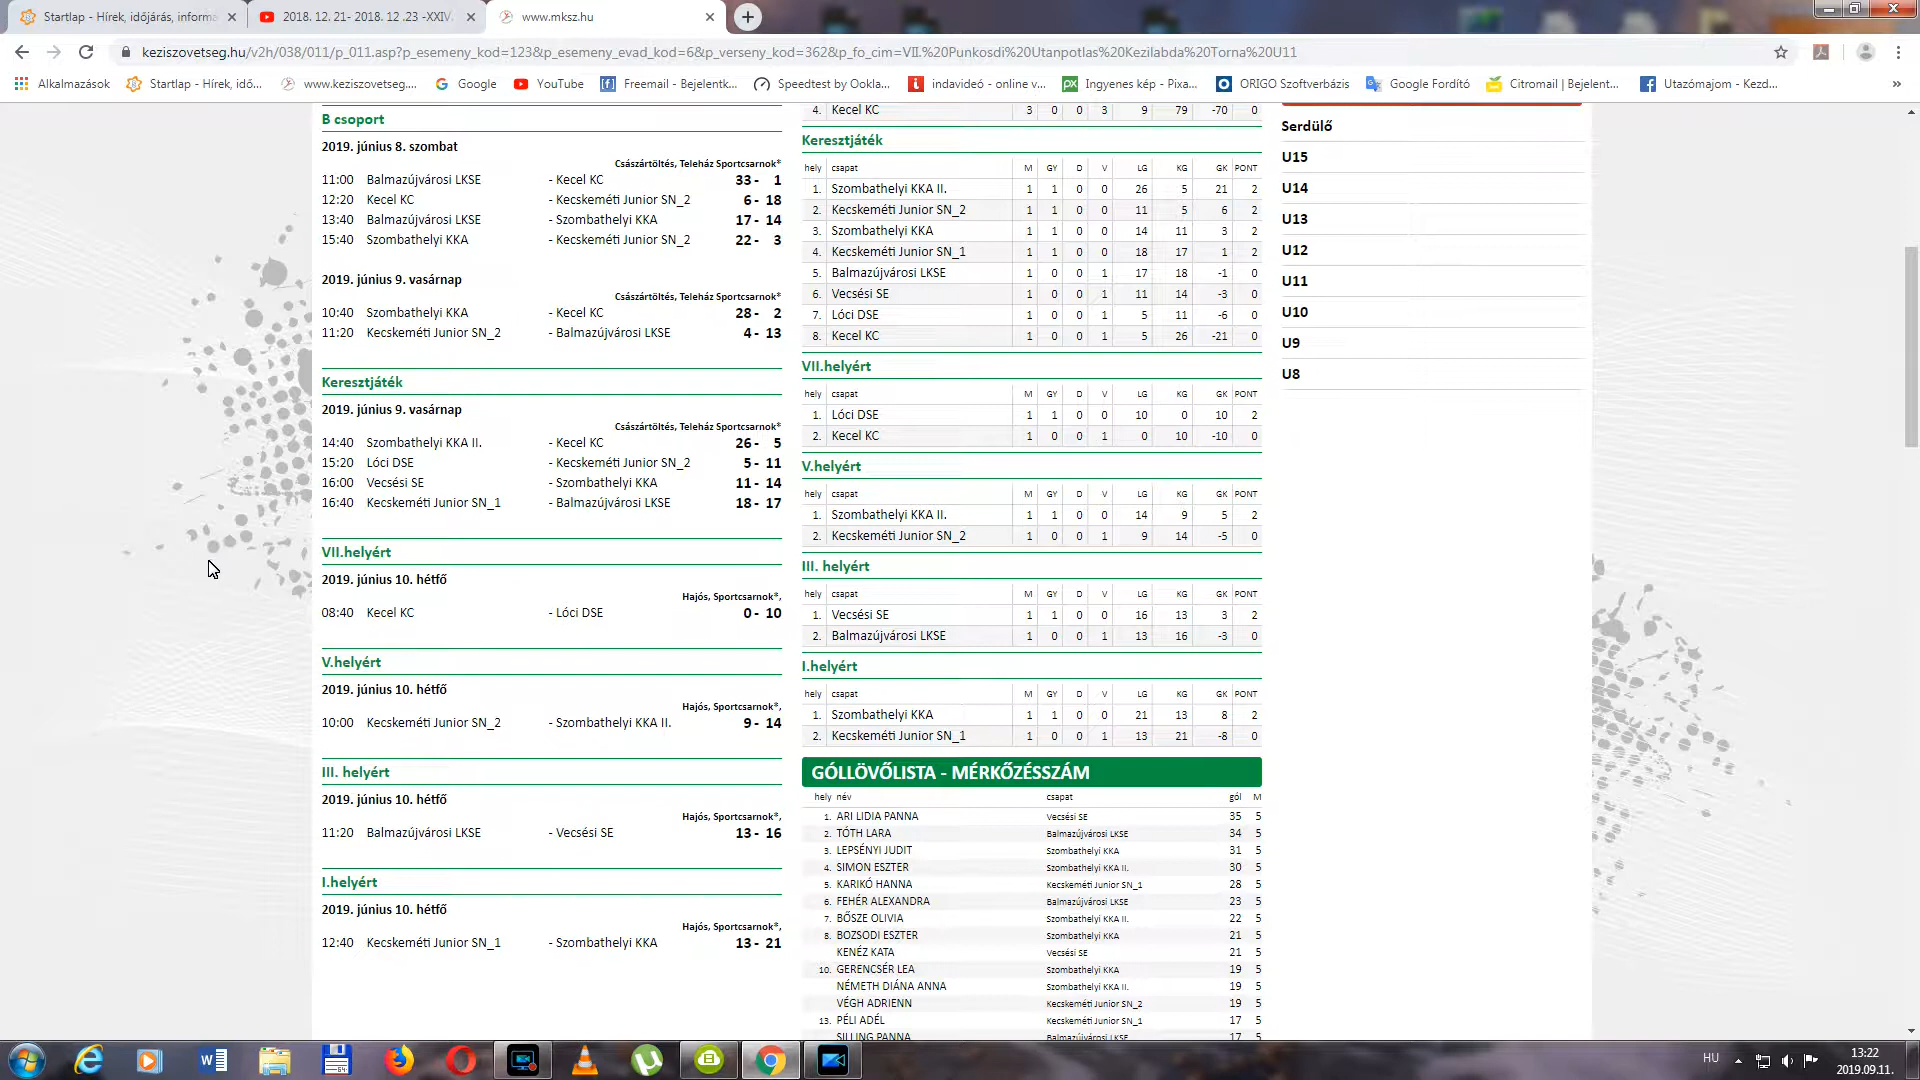 Startlap - Hírek, időjárás, informa
2018. 12. 21- 2018. 12 .23 -XXIV.
www.mksz.hu
keziszovetseg.hu/v2h/038/011/p_011.asp?p_esemeny_kod=123&p_esemeny_evad_kod=6&p_verseny_kod=362&p_fo_cim=VII.%20Punkosdi%20Utanpotlas%20Kezilabda%20Torna%20U11
Alkalmazások
Startlap - Hírek, idő...
www.keziszovetseg....
Google
YouTube
Freemail - Bejelentk...
Speedtest by Ookla...
indavideó - online v...
Ingyenes kép - Pixa...
ORIGO Szoftverbázis
Google Fordító
Citromail | Bejelent...
Utazómajom - Kezd...
B csoport
2019. június 8. szombat
Császártöltés, Teleház Sportcsarnok*
11:00 Balmazújvárosi LKSE - Kecel KC 33 - 1
12:20 Kecel KC - Kecskeméti Junior SN_2 6 - 18
13:40 Balmazújvárosi LKSE - Szombathelyi KKA 17 - 14
15:40 Szombathelyi KKA - Kecskeméti Junior SN_2 22 - 3
2019. június 9. vasárnap
Császártöltés, Teleház Sportcsarnok*
10:40 Szombathelyi KKA - Kecel KC 28 - 2
11:20 Kecskeméti Junior SN_2 - Balmazújvárosi LKSE 4 - 13
Keresztjáték
2019. június 9. vasárnap
Császártöltés, Teleház Sportcsarnok*
14:40 Szombathelyi KKA II. - Kecel KC 26 - 5
15:20 Lóci DSE - Kecskeméti Junior SN_2 5 - 11
16:00 Vecsési SE - Szombathelyi KKA 11 - 14
16:40 Kecskeméti Junior SN_1 - Balmazújvárosi LKSE 18 - 17
VII.helyért
2019. június 10. hétfő
Hajós, Sportcsarnok*,
08:40 Kecel KC - Lóci DSE 0 - 10
V.helyért
2019. június 10. hétfő
Hajós, Sportcsarnok*,
10:00 Kecskeméti Junior SN_2 - Szombathelyi KKA II. 9 - 14
III. helyért
2019. június 10. hétfő
Hajós, Sportcsarnok*,
11:20 Balmazújvárosi LKSE - Vecsési SE 13 - 16
I.helyért
2019. június 10. hétfő
Hajós, Sportcsarnok*,
12:40 Kecskeméti Junior SN_1 - Szombathelyi KKA 13 - 21
4. Kecel KC 3 0 0 3 9 79 -70 0
Keresztjáték
hely csapat M GY D V LG KG GK PONT
1. Szombathelyi KKA II. 1 1 0 0 26 5 21 2
2. Kecskeméti Junior SN_2 1 1 0 0 11 5 6 2
3. Szombathelyi KKA 1 1 0 0 14 11 3 2
4. Kecskeméti Junior SN_1 1 1 0 0 18 17 1 2
5. Balmazújvárosi LKSE 1 0 0 1 17 18 -1 0
6. Vecsési SE 1 0 0 1 11 14 -3 0
7. Lóci DSE 1 0 0 1 5 11 -6 0
8. Kecel KC 1 0 0 1 5 26 -21 0
VII.helyért
hely csapat M GY D V LG KG GK PONT
1. Lóci DSE 1 1 0 0 10 0 10 2
2. Kecel KC 1 0 0 1 0 10 -10 0
V.helyért
hely csapat M GY D V LG KG GK PONT
1. Szombathelyi KKA II. 1 1 0 0 14 9 5 2
2. Kecskeméti Junior SN_2 1 0 0 1 9 14 -5 0
III. helyért
hely csapat M GY D V LG KG GK PONT
1. Vecsési SE 1 1 0 0 16 13 3 2
2. Balmazújvárosi LKSE 1 0 0 1 13 16 -3 0
I.helyért
hely csapat M GY D V LG KG GK PONT
1. Szombathelyi KKA 1 1 0 0 21 13 8 2
2. Kecskeméti Junior SN_1 1 0 0 1 13 21 -8 0
GÓLLÖVŐLISTA - MÉRKŐZÉSSZÁM
hely név csapat gól M
1. ARI LIDIA PANNA Vecsési SE 35 5
2. TÓTH LARA Balmazújvárosi LKSE 34 5
3. LEPSÉNYI JUDIT Szombathelyi KKA 31 5
4. SIMON ESZTER Szombathelyi KKA II. 30 5
5. KARIKÓ HANNA Kecskeméti Junior SN_1 28 5
6. FEHÉR ALEXANDRA Balmazújvárosi LKSE 23 5
7. BŐSZE OLIVIA Szombathelyi KKA II. 22 5
8. BOZSODI ESZTER Szombathelyi KKA 21 5
KENÉZ KATA Vecsési SE 21 5
10. GERENCSÉR LEA Szombathelyi KKA 19 5
NÉMETH DIÁNA ANNA Szombathelyi KKA II. 19 5
VÉGH ADRIENN Kecskeméti Junior SN_2 19 5
13. PÉLI ADÉL Kecskeméti Junior SN_1 17 5
SILLING PANNA Balmazújvárosi LKSE 17 5
Serdülő
U15
U14
U13
U12
U11
U10
U9
U8
HU
13:22
2019.09.11.